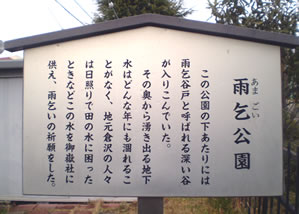 雨乞公園
あまごい
この公園の下あたりには
雨乞谷戸と呼ばれる深い谷
が入りこんでいた。
その奥から湧き出る地下
水はどんな年にも涸れるこ
とがなく、地元倉沢の人々
は日照りで田の水に困った
ときなどこの水を御嶽社に
供え、雨乞いの祈願をした。